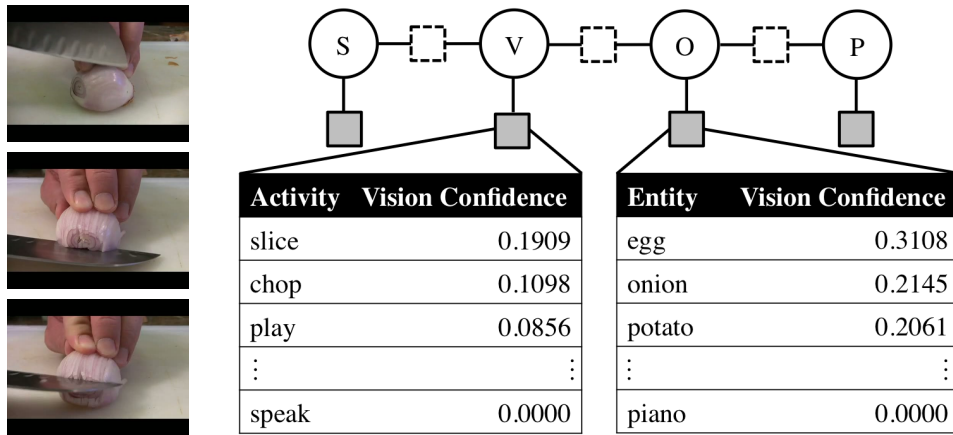 S V O P
Activity Vision Confidence
slice 0.1909
chop 0.1098
play 0.0856
⋮ ⋮
speak 0.0000
Entity Vision Confidence
egg 0.3108
onion 0.2145
potato 0.2061
⋮ ⋮
piano 0.0000